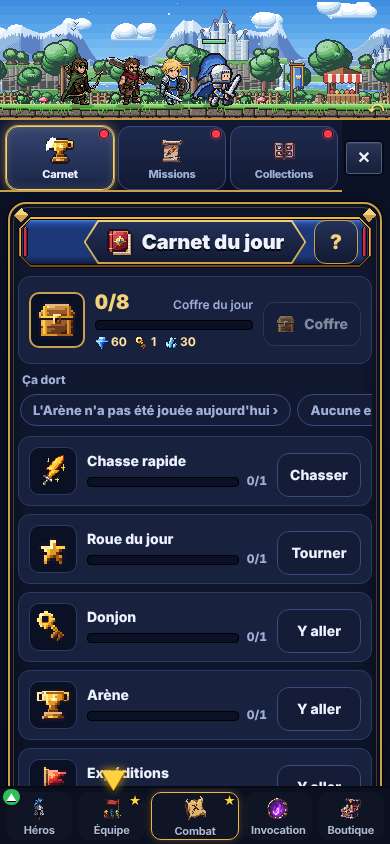 Carnet
Missions
Collections
×
Carnet du jour
?
0/8
Coffre du jour
60
1
30
Coffre
Ça dort
L'Arène n'a pas été jouée aujourd'hui ›
Aucune e
Chasse rapide
0/1
Chasser
Roue du jour
0/1
Tourner
Donjon
0/1
Y aller
Arène
0/1
Y aller
Expéditions
Y aller
Héros
Équipe
Combat
Invocation
Boutique